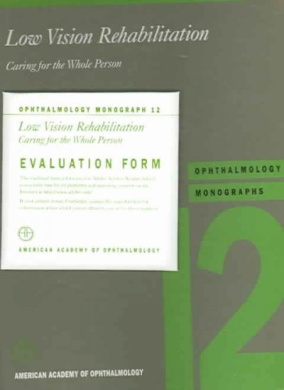 Low Vision Rehabilitation
Caring for the Whole Person
OPHTHALMOLOGY MONOGRAPH 12
Low Vision Rehabilitation
Caring for the Whole Person
EVALUATION FORM
AMERICAN ACADEMY OF OPHTHALMOLOGY
OPHTHALMOLOGY
MONOGRAPHS
12
AMERICAN ACADEMY OF OPHTHALMOLOGY